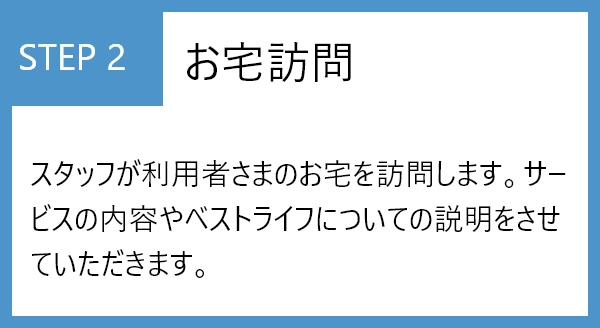 STEP 2
お宅訪問
スタッフが利用者さまのお宅を訪問します。サー
ビスの内容やベストライフについての説明をさせ
ていただきます。